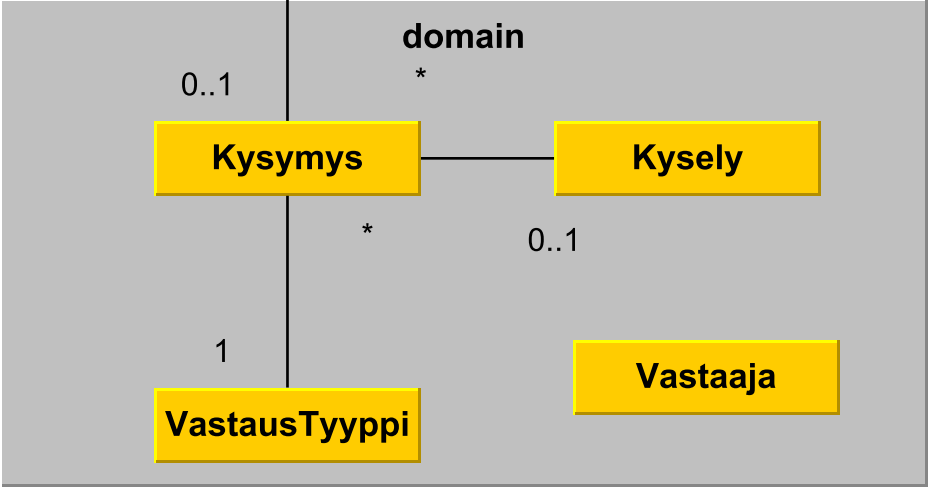 domain
*
0..1
Kysymys
Kysely
*
0..1
1
Vastaaja
VastausTyyppi